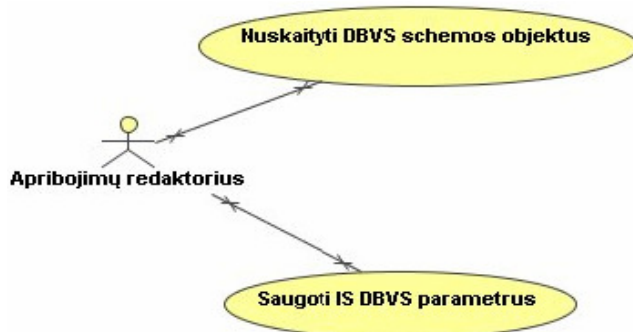 Nuskaityti DBVS schemos objektus
Apribojimų redaktorius
Saugoti IS DBVS parametrus